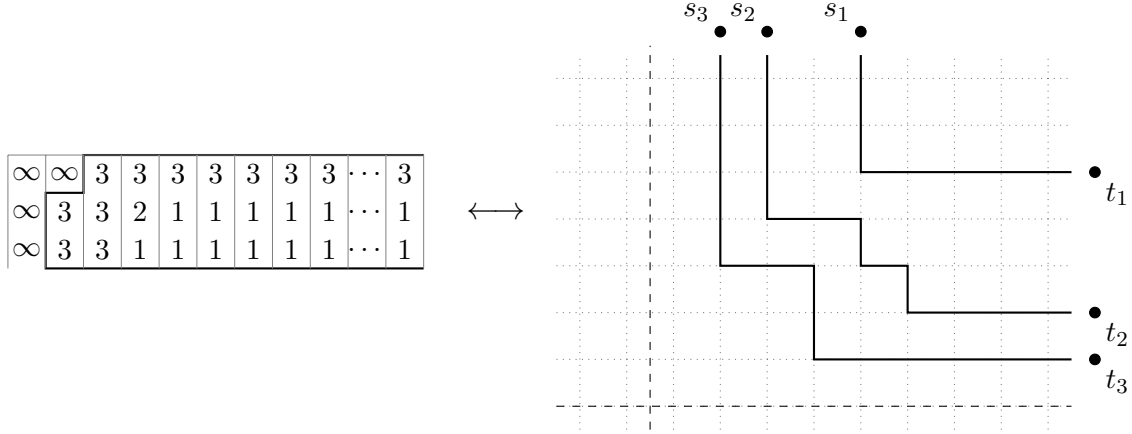 s₃ s₂ s₁
∞ ∞ 3 3 3 3 3 3 3 ⋯ 3
∞ 3 3 2 1 1 1 1 1 ⋯ 1
∞ 3 3 1 1 1 1 1 1 ⋯ 1
⟷
t₁
t₂
t₃